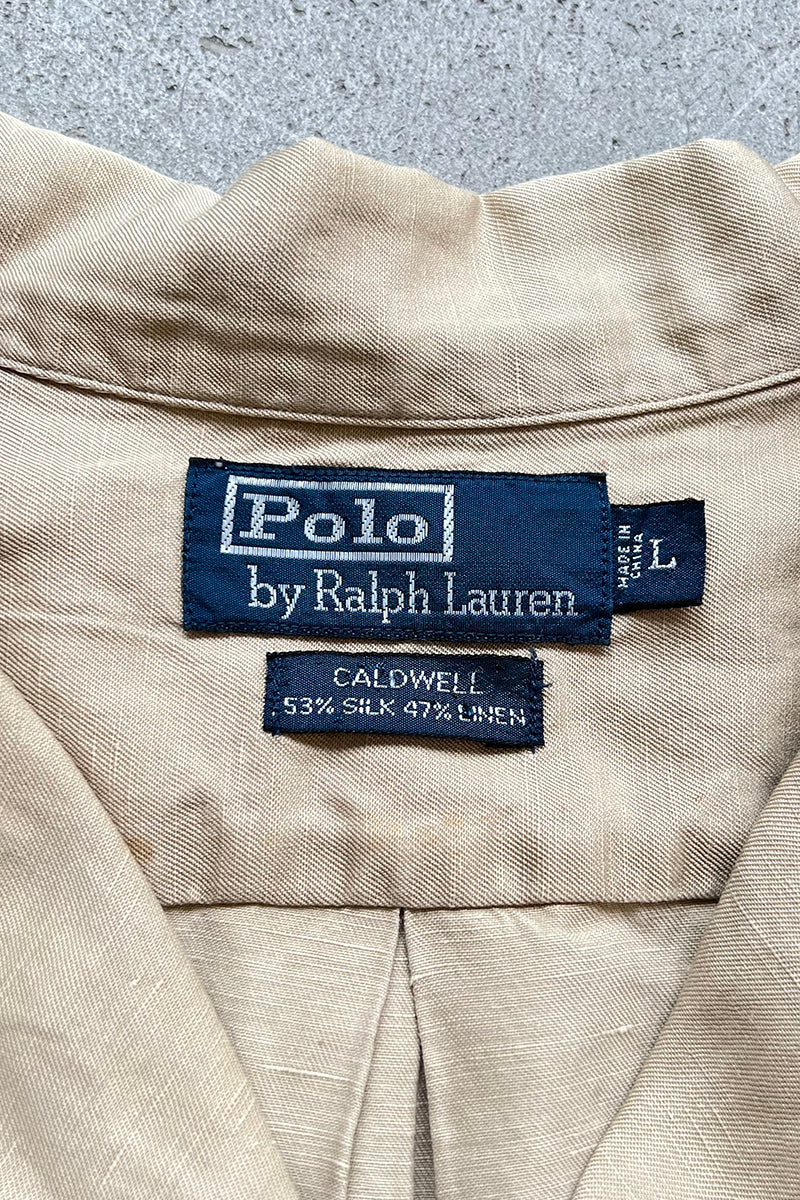 Polo
by Ralph Lauren
MADE IN
CHINA
L
CALDWELL
53% SILK 47% LINEN